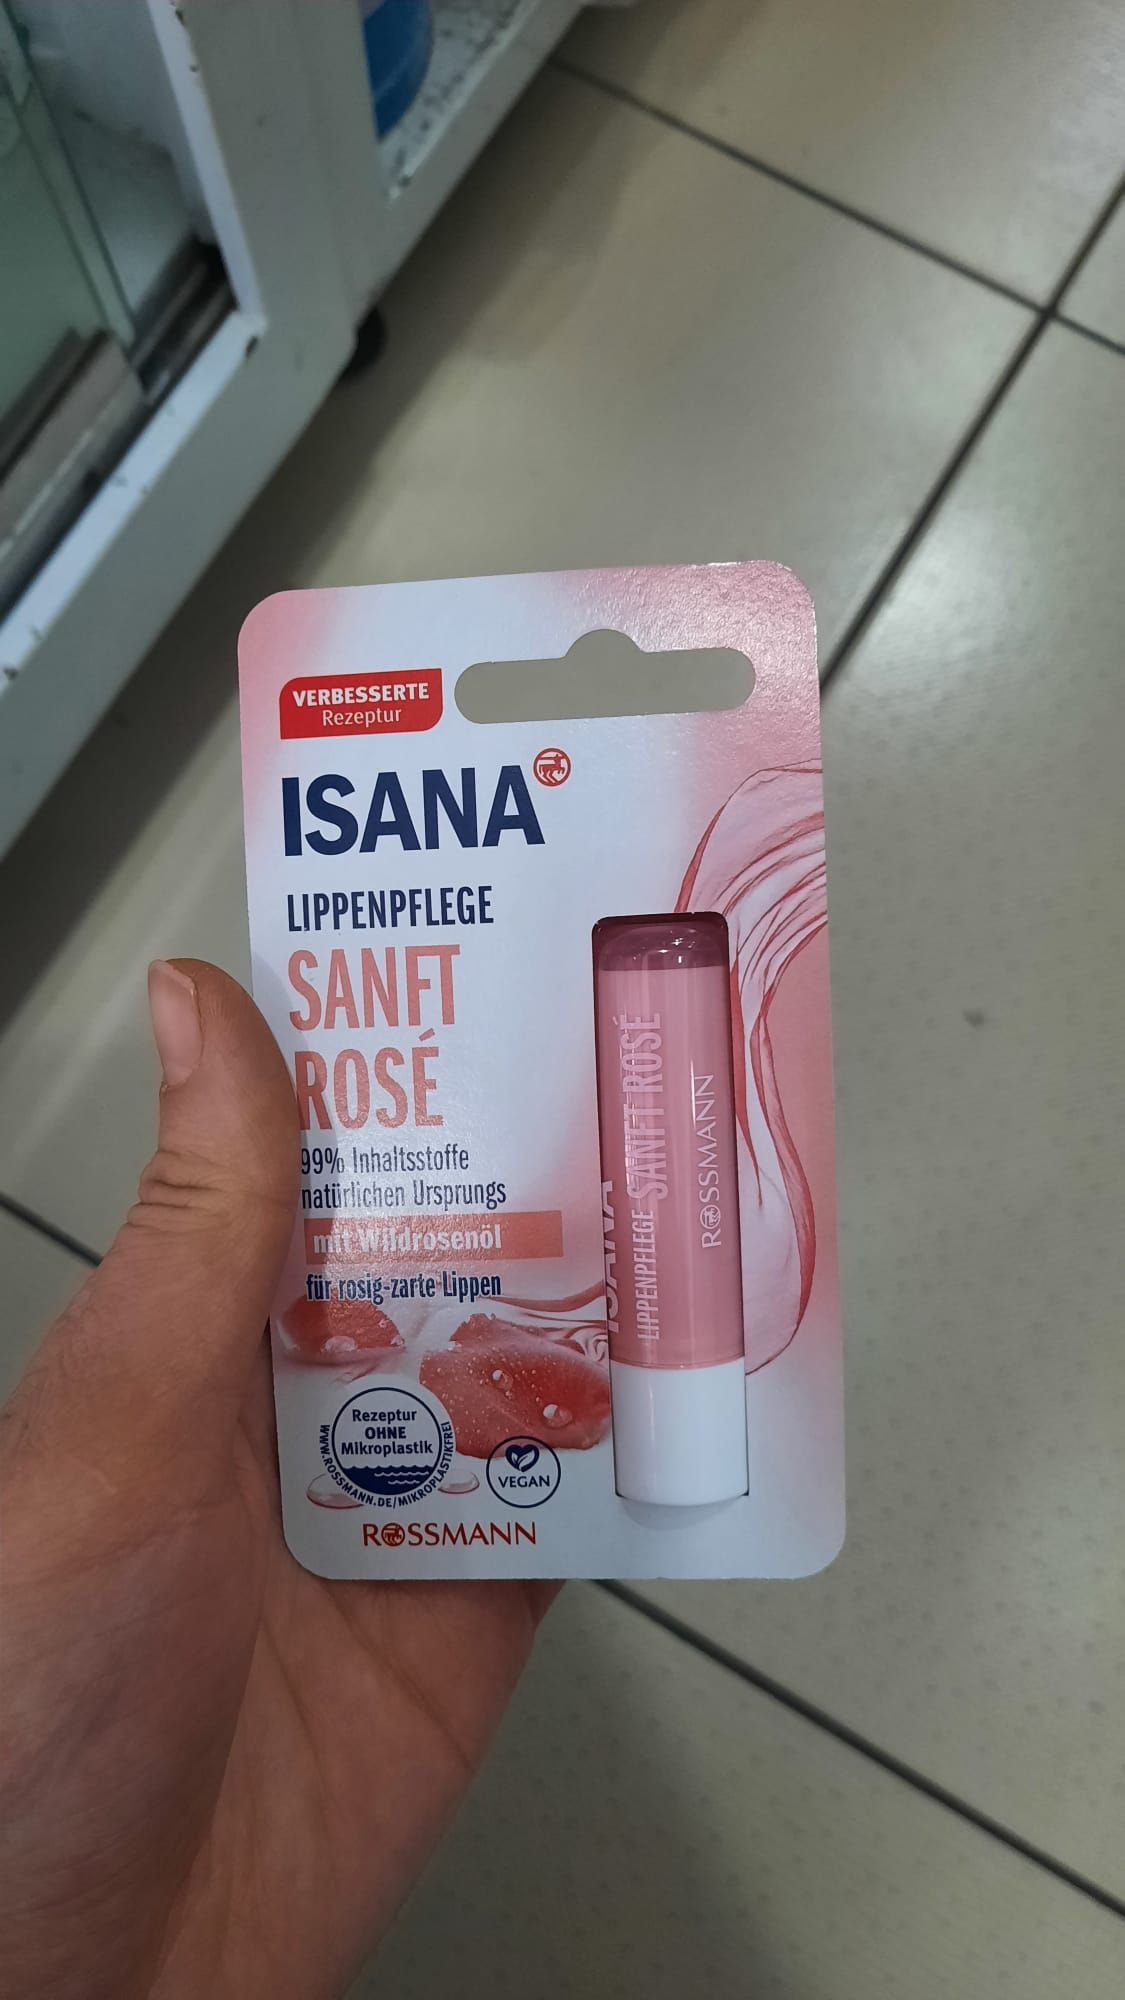 VERBESSERTE
Rezeptur
ISANA
LIPPENPFLEGE
SANFT
ROSÉ
99% Inhaltsstoffe
natürlichen Ursprungs
mit Wildrosenöl
für rosig-zarte Lippen
Rezeptur
OHNE
Mikroplastik
WWW.ROSSMANN.DE/MIKROPLASTIKFREI
VEGAN
ROSSMANN
ISANA
LIPPENPFLEGE SANFT ROSÉ
ROSSMANN